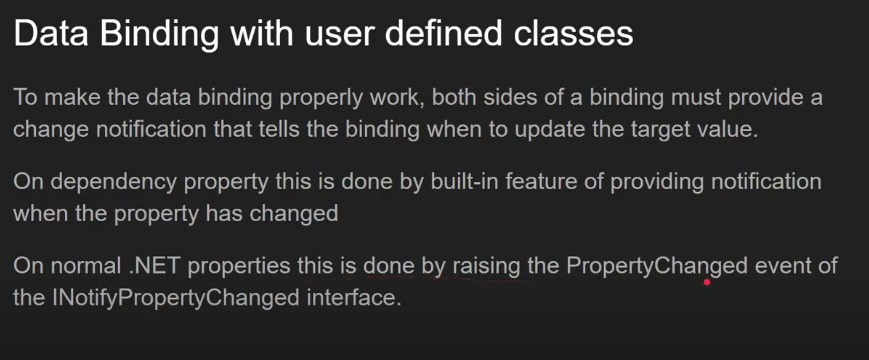 Data Binding with user defined classes
To make the data binding properly work, both sides of a binding must provide a
change notification that tells the binding when to update the target value.
On dependency property this is done by built-in feature of providing notification
when the property has changed
On normal .NET properties this is done by raising the PropertyChanged event of
the INotifyPropertyChanged interface.